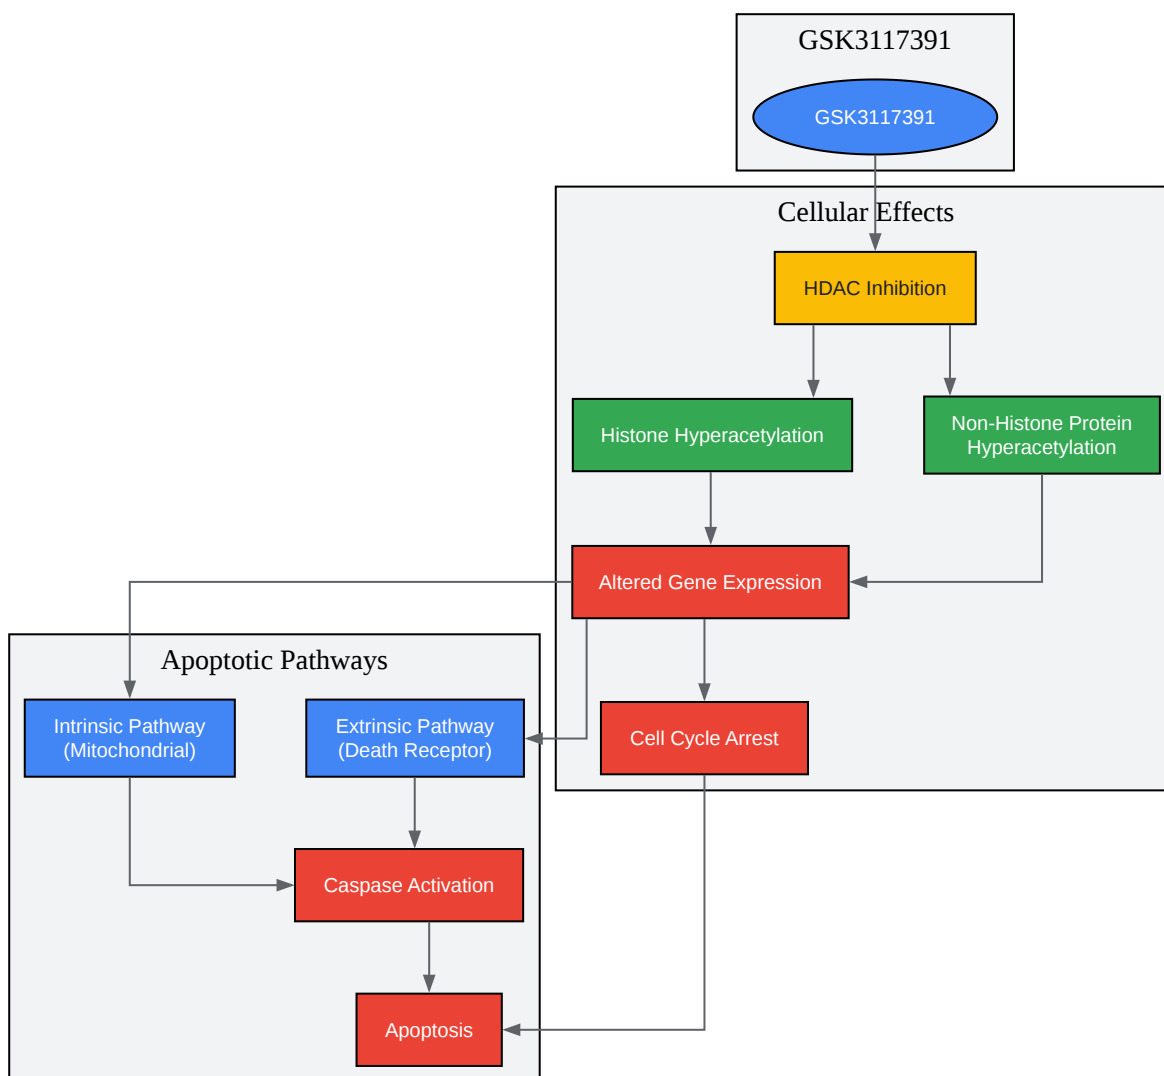 GSK3117391
GSK3117391
Cellular Effects
HDAC Inhibition
Histone Hyperacetylation
Non-Histone Protein
Hyperacetylation
Altered Gene Expression
Apoptotic Pathways
Intrinsic Pathway
(Mitochondrial)
Extrinsic Pathway
(Death Receptor)
Cell Cycle Arrest
Caspase Activation
Apoptosis